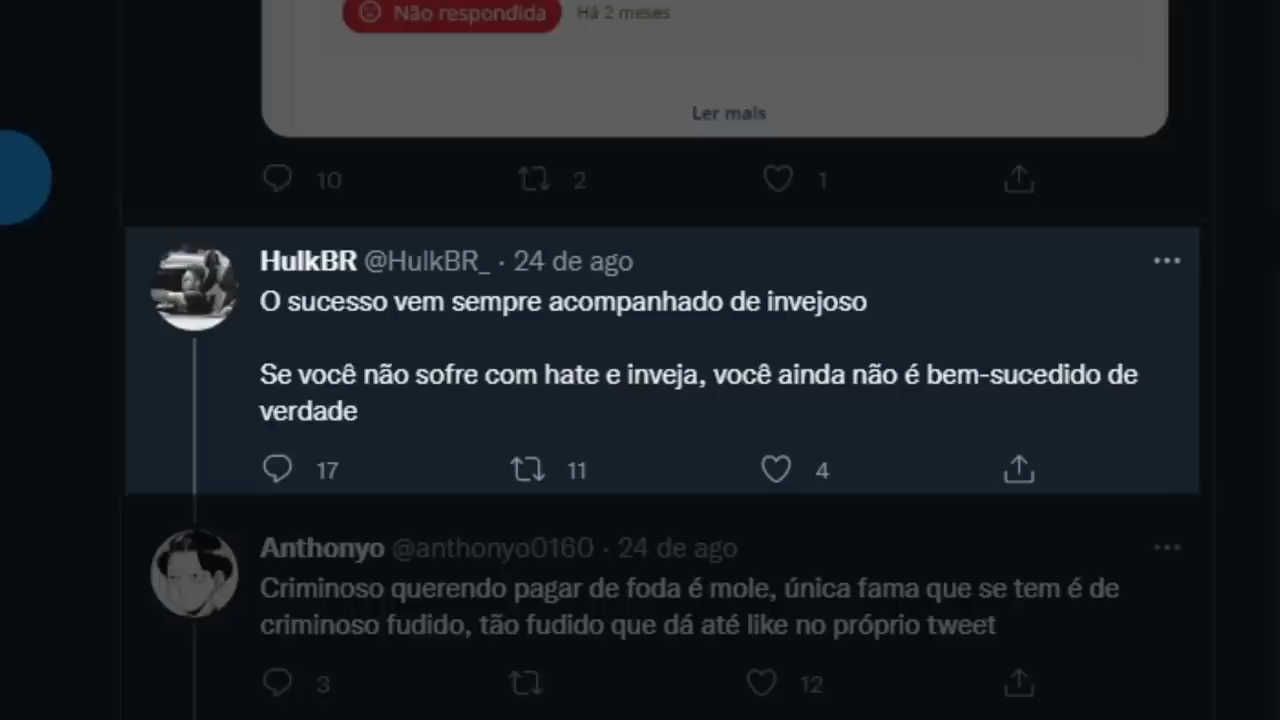 Não respondida Há 2 meses
Ler mais
10 2 1
HulkBR @HulkBR_ · 24 de ago
O sucesso vem sempre acompanhado de invejoso
Se você não sofre com hate e inveja, você ainda não é bem-sucedido de
verdade
17 11 4
Anthonyo @anthonyo0160 · 24 de ago
Criminoso querendo pagar de foda é mole, única fama que se tem é de
criminoso fudido, tão fudido que dá até like no próprio tweet
3 12